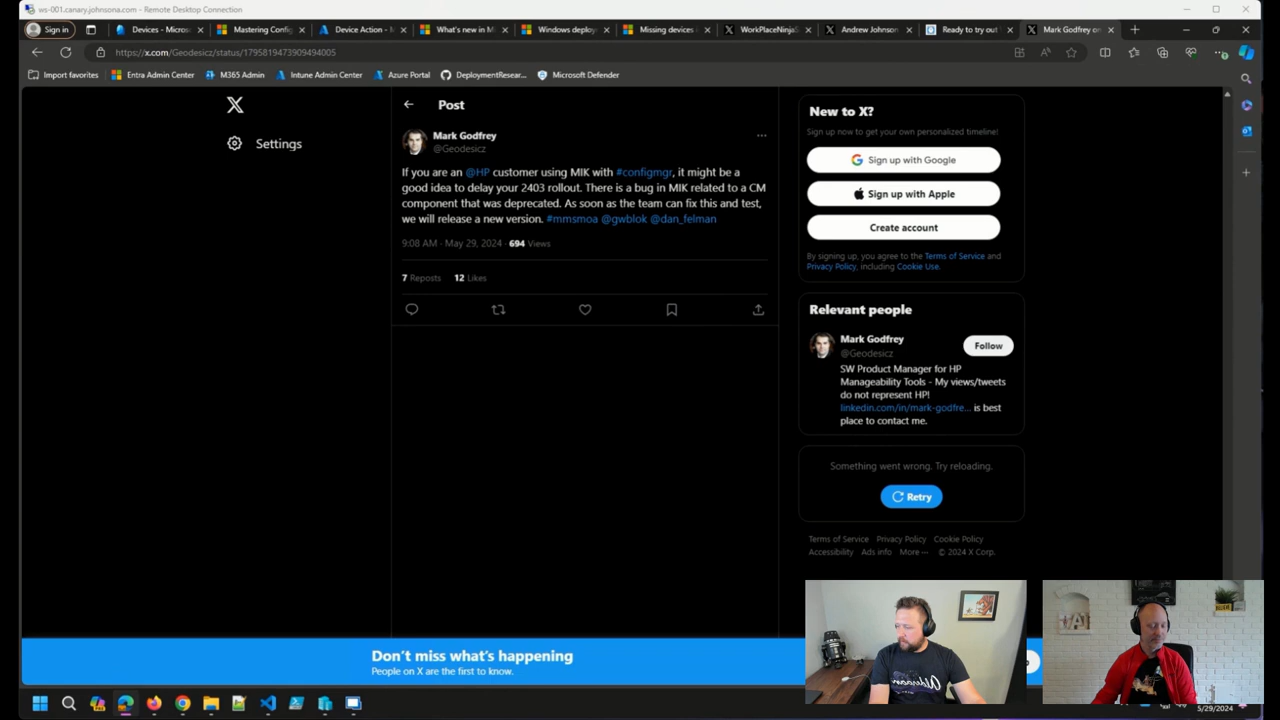 ws-001.canary.johnsona.com - Remote Desktop Connection
Sign in
Devices - Micros
Mastering Config
Device Action - M
What's new in M
Windows deploy
Missing devices
WorkPlaceNinjaS
Andrew Johnson
Ready to try out
Mark Godfrey on
https://x.com/Geodesicz/status/1795819473909494005
Import favorites
Entra Admin Center
M365 Admin
Intune Admin Center
Azure Portal
DeploymentResear...
Microsoft Defender
Settings
Post
Mark Godfrey
@Geodesicz
If you are an @HP customer using MIK with #configmgr, it might be a
good idea to delay your 2403 rollout. There is a bug in MIK related to a CM
component that was deprecated. As soon as the team can fix this and test,
we will release a new version. #mmsmoa @gwblok @dan_felman
9:08 AM · May 29, 2024 · 694 Views
7 Reposts 12 Likes
New to X?
Sign up now to get your own personalized timeline!
Sign up with Google
Sign up with Apple
Create account
By signing up, you agree to the Terms of Service and
Privacy Policy, including Cookie Use.
Relevant people
Mark Godfrey
@Geodesicz
Follow
SW Product Manager for HP
Manageability Tools - My views/tweets
do not represent HP!
linkedin.com/in/mark-godfre... is best
place to contact me.
Something went wrong. Try reloading.
Retry
Terms of Service Privacy Policy Cookie Policy
Accessibility Ads info More ··· © 2024 X Corp.
Don't miss what's happening
People on X are the first to know.
5/29/2024